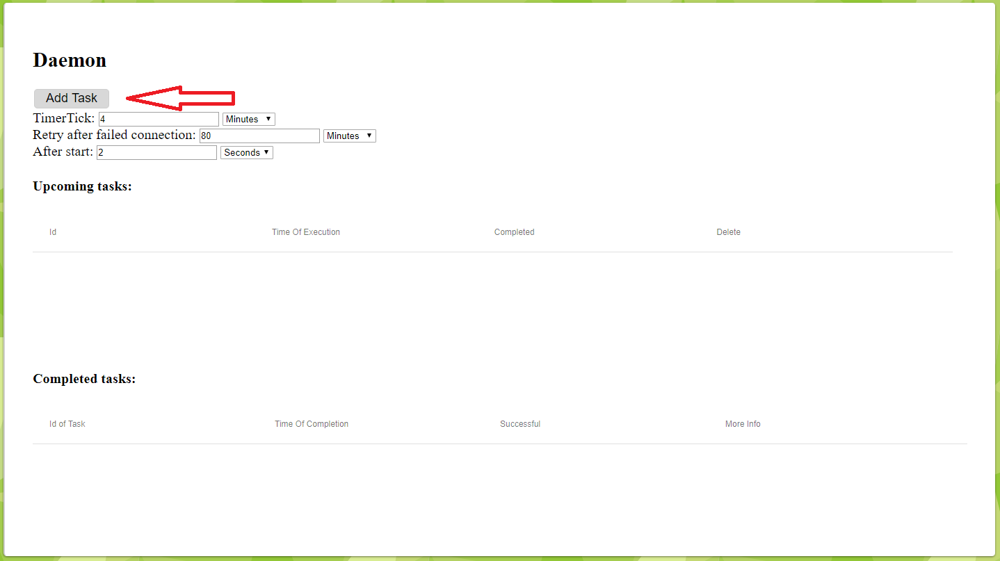 Daemon
Add Task
TimerTick: 4 Minutes
Retry after failed connection: 80 Minutes
After start: 2 Seconds
Upcoming tasks:
Id Time Of Execution Completed Delete
Completed tasks:
Id of Task Time Of Completion Successful More Info